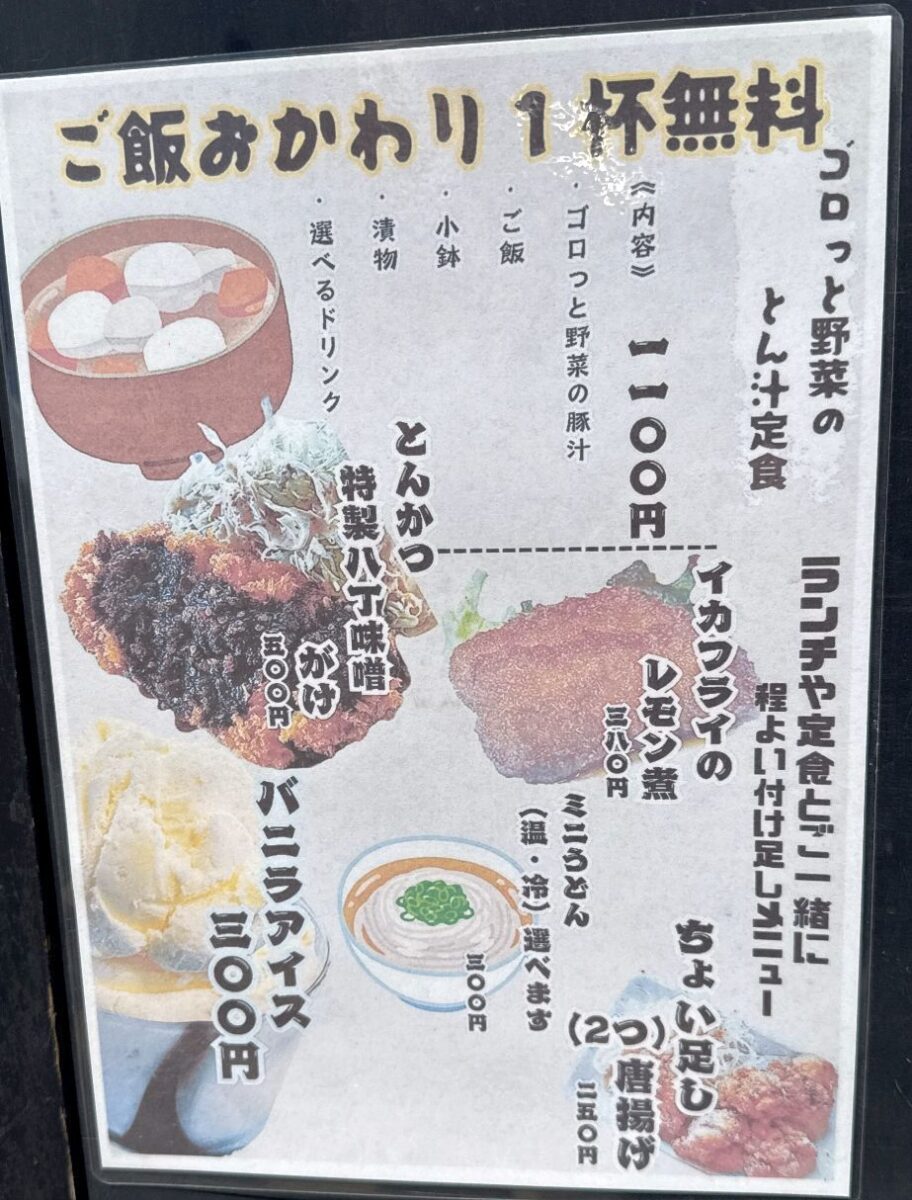 ご飯おかわり1杯無料
ゴロっと野菜の
とん汁定食
一一〇〇円
《内容》
・ゴロっと野菜の豚汁
・ご飯
・小鉢
・漬物
・選べるドリンク
ランチや定食とご一緒に
程よい付け足しメニュー
イカフライの
レモン煮
三八〇円
とんかつ
特製八丁味噌
がけ
五〇〇円
ちょい足し
(2つ)唐揚げ
二五〇円
ミニうどん
(温・冷)選べます
三〇〇円
バニラアイス
三〇〇円